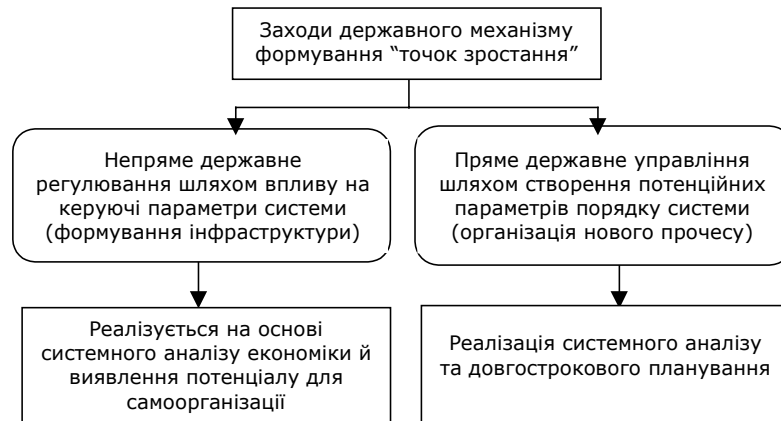 Заходи державного механізму
формування “точок зростання”
Непряме державне
регулювання шляхом впливу на
керуючі параметри системи
(формування інфраструктури)
Пряме державне управління
шляхом створення потенційних
параметрів порядку системи
(організація нового прочесу)
Реалізується на основі
системного аналізу економіки й
виявлення потенціалу для
самоорганізації
Реалізація системного аналізу
та довгострокового планування